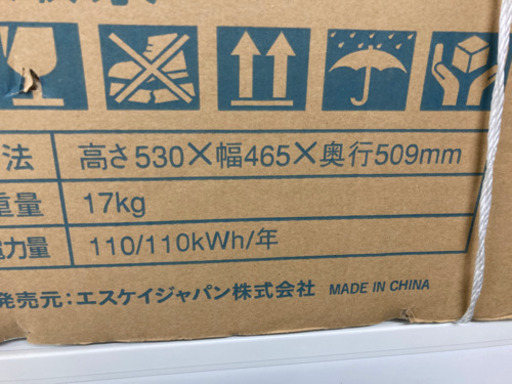 法 高さ530×幅465×奥行509mm
重量 17kg
電力量 110/110kWh/年
発売元:エスケイジャパン株式会社 MADE IN CHINA